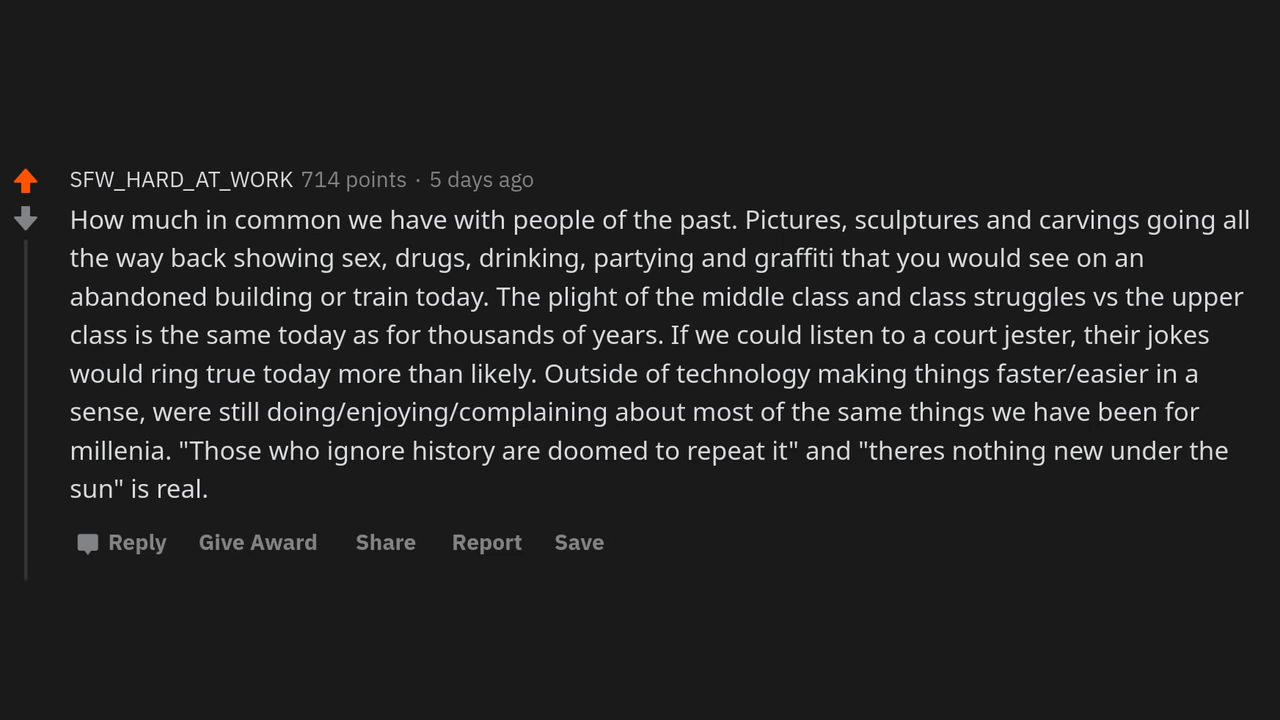 SFW_HARD_AT_WORK 714 points · 5 days ago
How much in common we have with people of the past. Pictures, sculptures and carvings going all
the way back showing sex, drugs, drinking, partying and graffiti that you would see on an
abandoned building or train today. The plight of the middle class and class struggles vs the upper
class is the same today as for thousands of years. If we could listen to a court jester, their jokes
would ring true today more than likely. Outside of technology making things faster/easier in a
sense, were still doing/enjoying/complaining about most of the same things we have been for
millenia. "Those who ignore history are doomed to repeat it" and "theres nothing new under the
sun" is real.
Reply Give Award Share Report Save